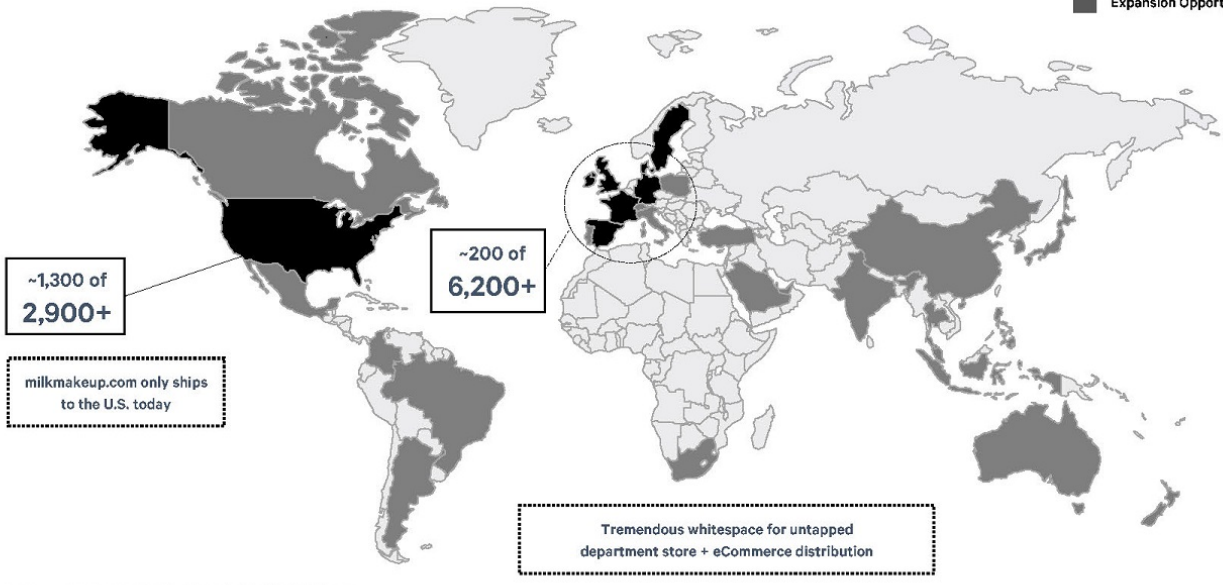 Expansion
~200 of
6,200+
~1,300 of
2,900+
milkmakeup.com only ships
to the U.S. today
Tremendous whitespace for untapped
department store + eCommerce distribution